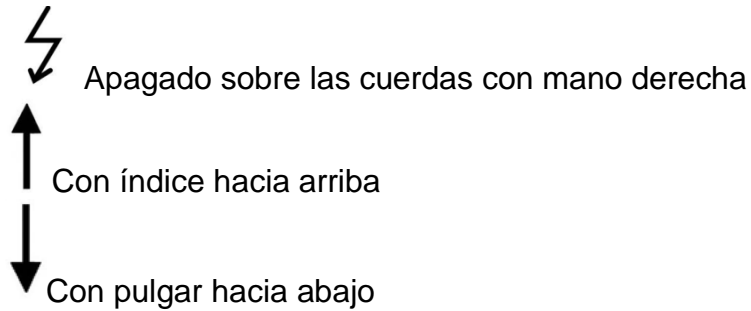 Apagado sobre las cuerdas con mano derecha
Con índice hacia arriba
Con pulgar hacia abajo